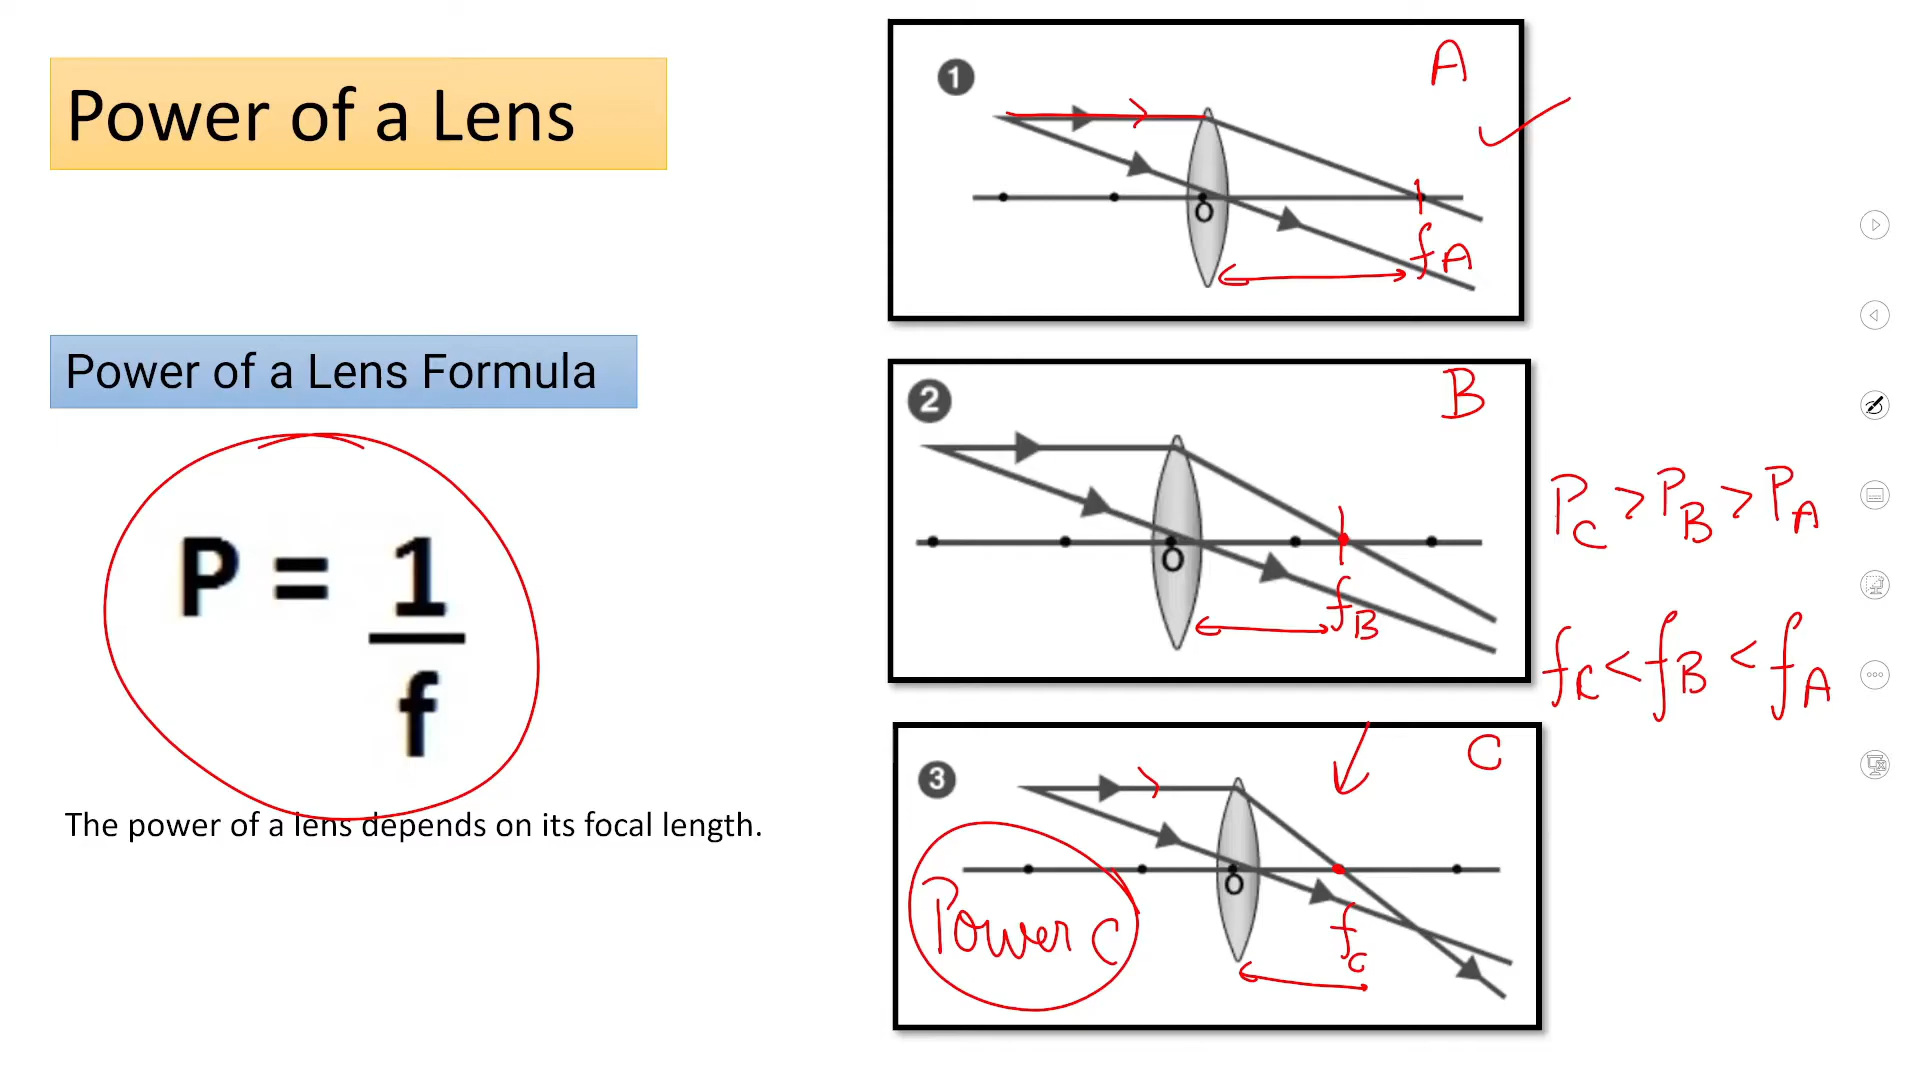 Power of a Lens
Power of a Lens Formula
P = 1
f
The power of a lens depends on its focal length.
1
A
O
fA
2
B
O
fB
3
C
O
fc
Power C
PC > PB > PA
fc < fB < fA